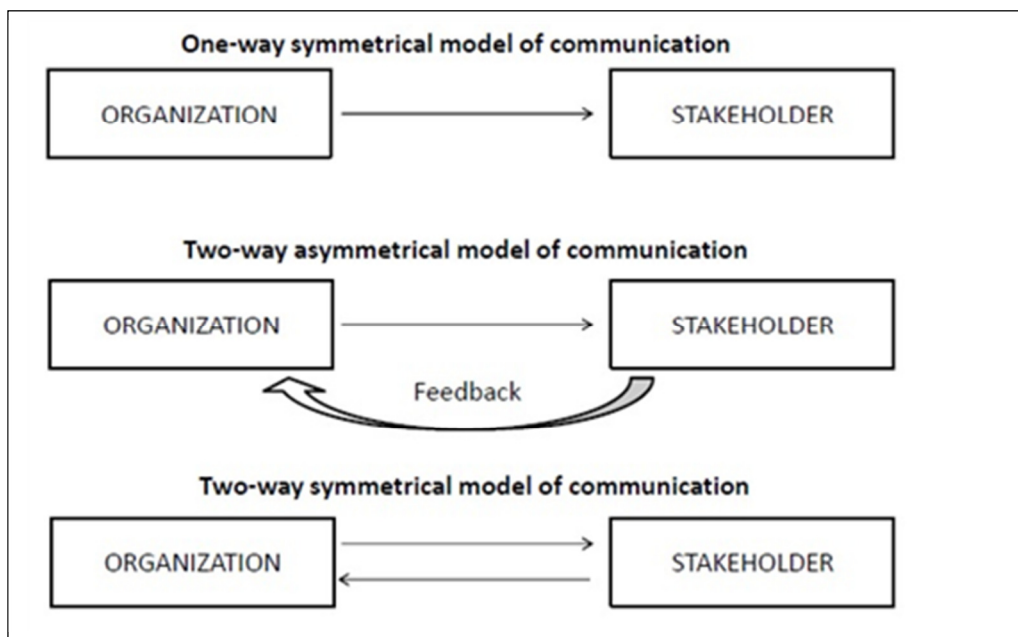 One-way symmetrical model of communication
ORGANIZATION STAKEHOLDER
Two-way asymmetrical model of communication
ORGANIZATION STAKEHOLDER
Feedback
Two-way symmetrical model of communication
ORGANIZATION STAKEHOLDER